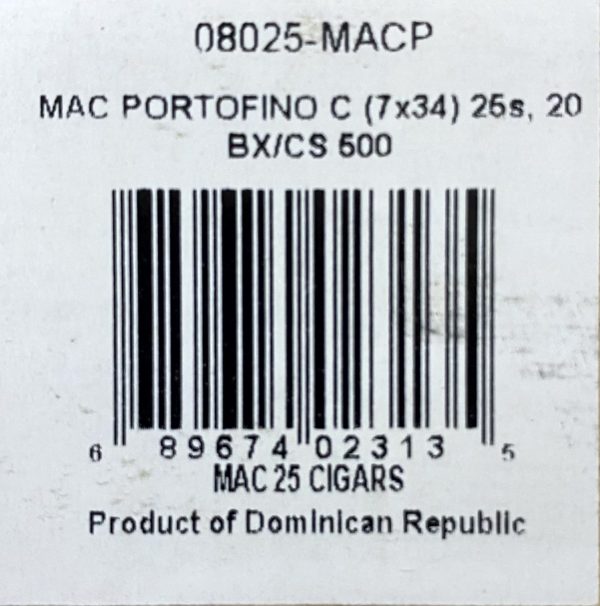 08025-MACP
MAC PORTOFINO C (7x34) 25s, 20
BX/CS 500
6 89674 02313 5
MAC 25 CIGARS
Product of Dominican Republic